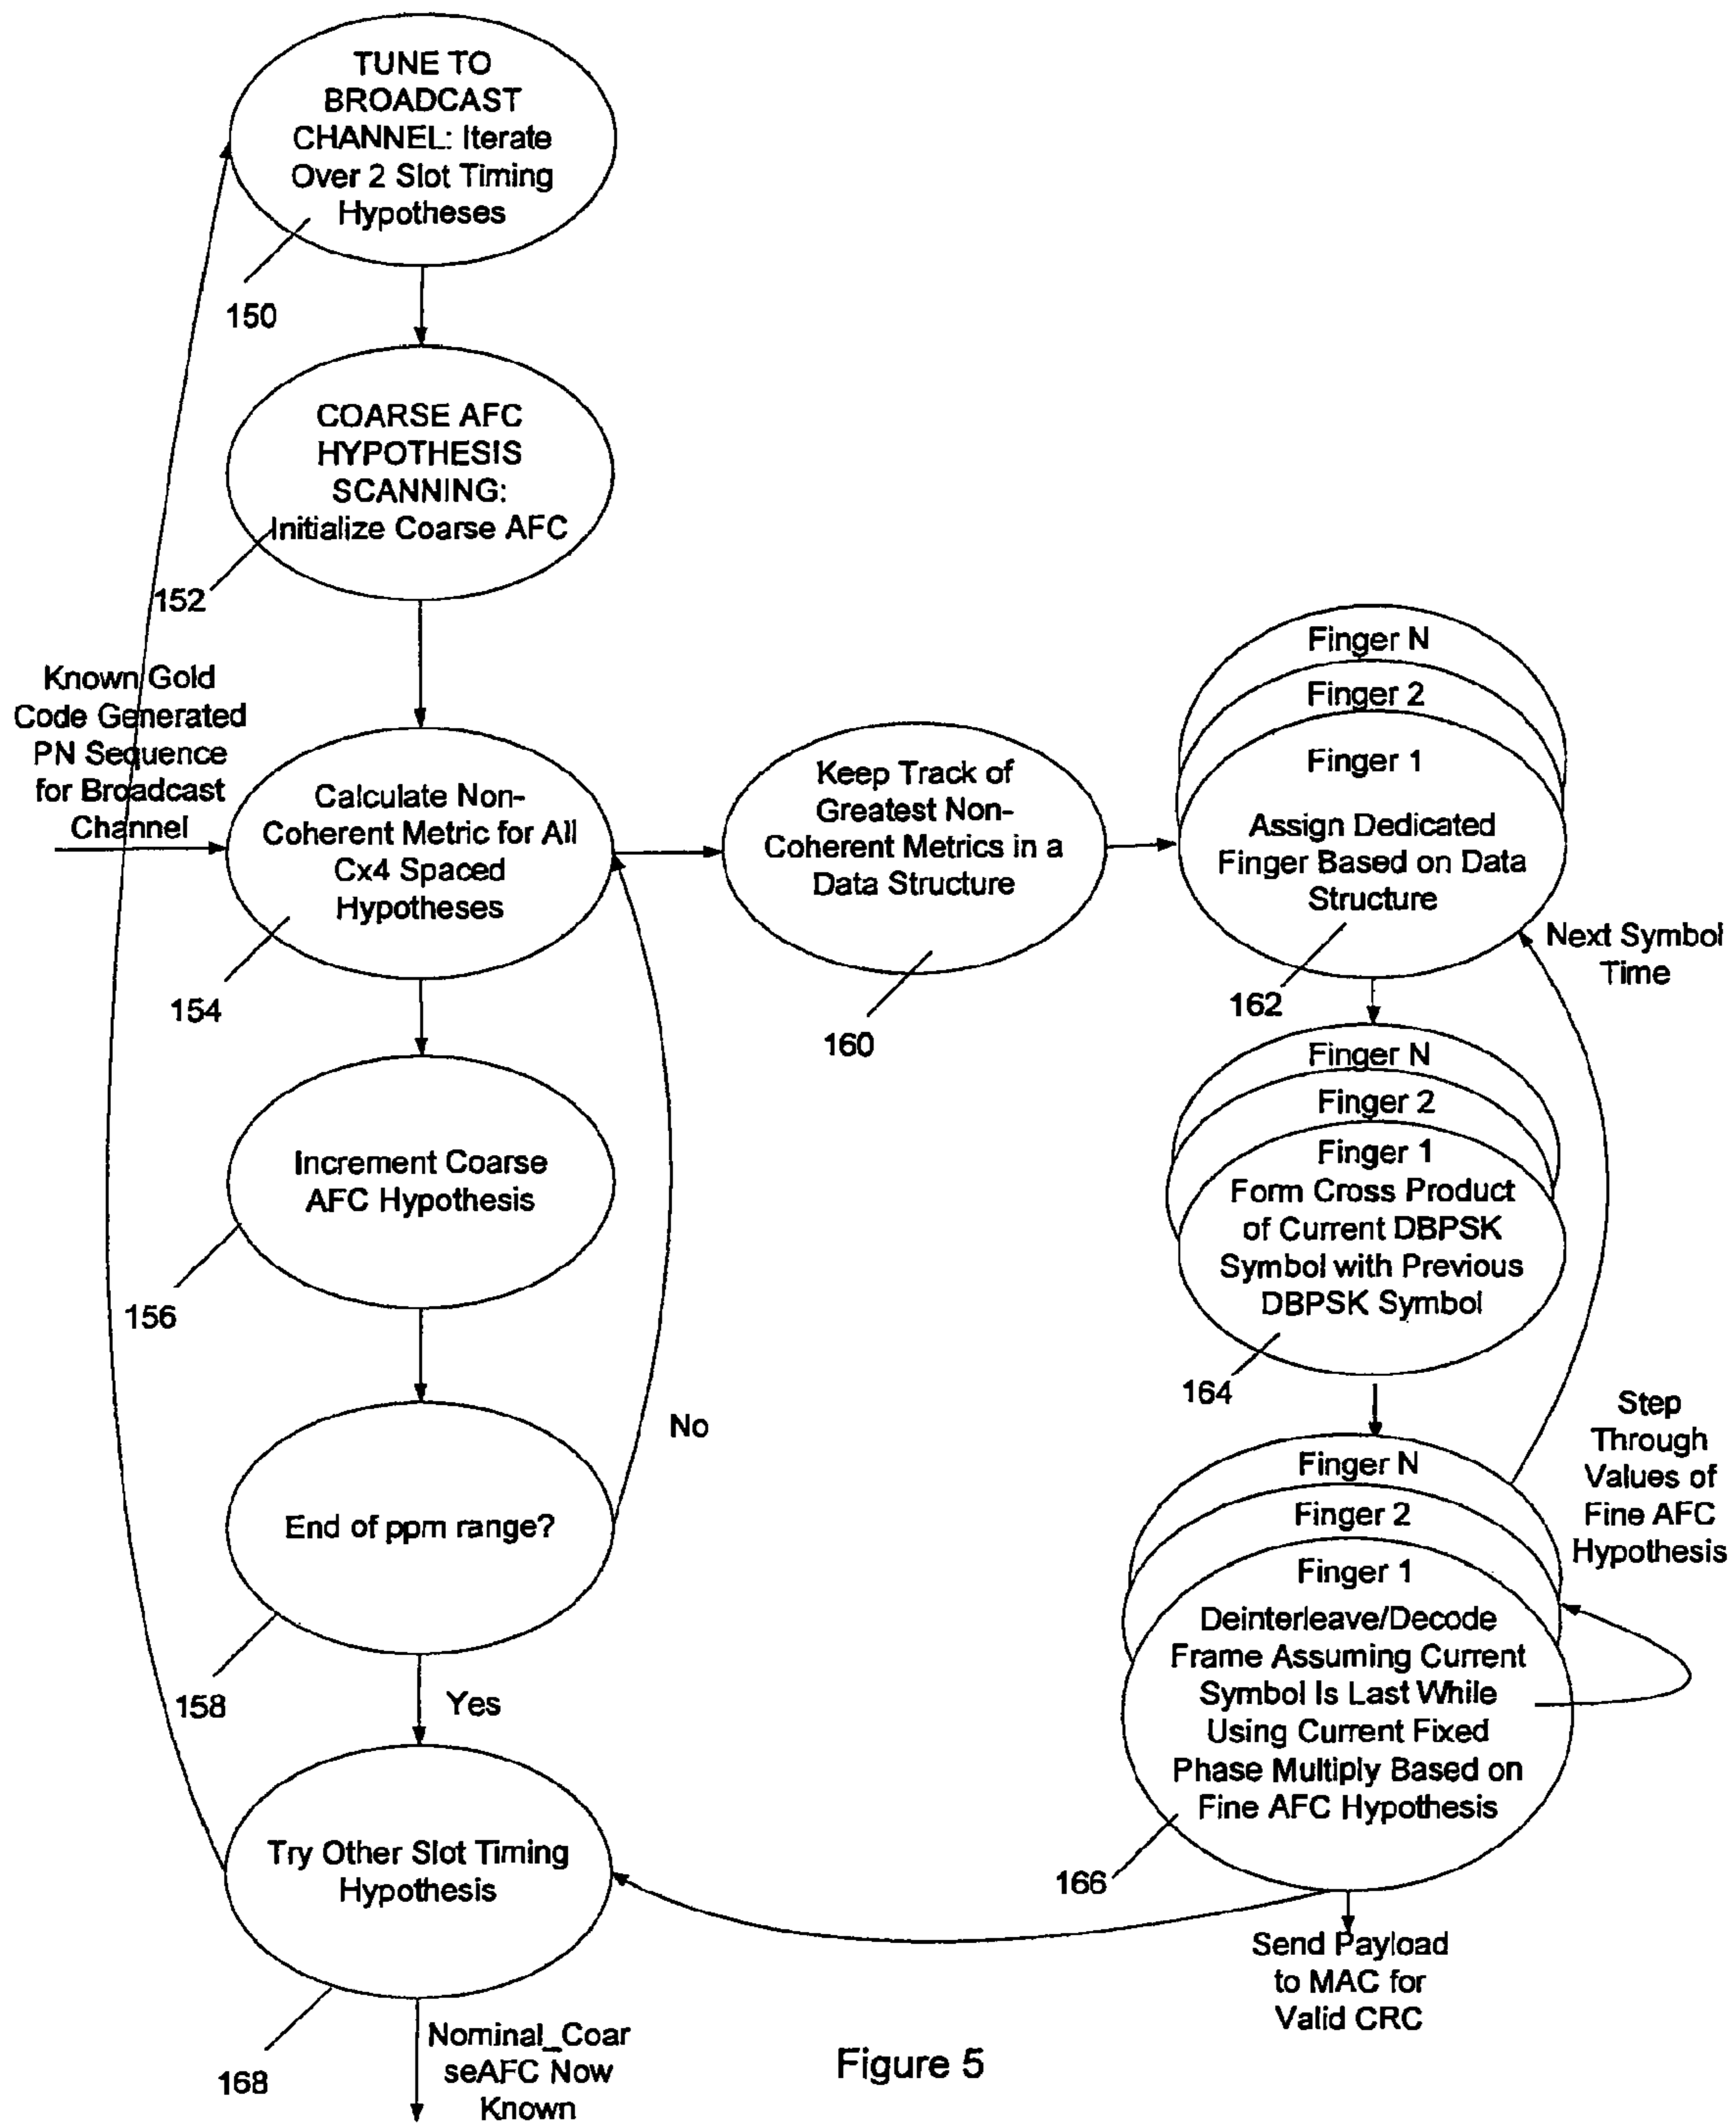 TUNE TO
BROADCAST
CHANNEL: Iterate
Over 2 Slot Timing
Hypotheses
150
COARSE AFC
HYPOTHESIS
SCANNING:
Initialize Coarse AFC
152
Known Gold
Code Generated
PN Sequence
for Broadcast
Channel
Calculate Non-
Coherent Metric for All
Cx4 Spaced
Hypotheses
154
Increment Coarse
AFC Hypothesis
156
End of ppm range?
No
158
Yes
Try Other Slot Timing
Hypothesis
168
Nominal_Coar
seAFC Now
Known
Keep Track of
Greatest Non-
Coherent Metrics in a
Data Structure
160
Finger N
Finger 2
Finger 1
Assign Dedicated
Finger Based on Data
Structure
162
Next Symbol
Time
Finger N
Finger 2
Finger 1
Form Cross Product
of Current DBPSK
Symbol with Previous
DBPSK Symbol
164
Step
Through
Values of
Fine AFC
Hypothesis
Finger N
Finger 2
Finger 1
Deinterleave/Decode
Frame Assuming Current
Symbol Is Last While
Using Current Fixed
Phase Multiply Based on
Fine AFC Hypothesis
166
Send Payload
to MAC for
Valid CRC
Figure 5